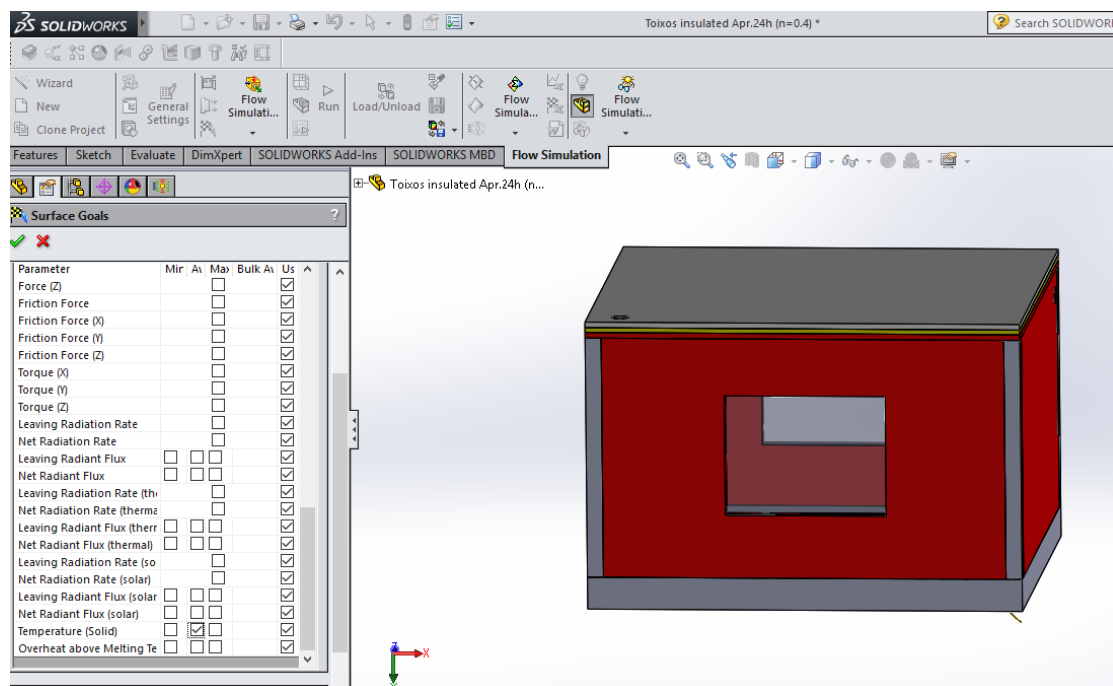 SOLIDWORKS
Toixos insulated Apr.24h (n=0.4) *
Search SOLIDWOR
Wizard
New
Clone Project
General Settings
Flow Simulati...
Run
Load/Unload
Flow Simula...
Flow Simulati...
Features Sketch Evaluate DimXpert SOLIDWORKS Add-Ins SOLIDWORKS MBD Flow Simulation
Toixos insulated Apr.24h (n...
Surface Goals ?
Parameter Mir Av Max Bulk Av Us
Force (Z)
Friction Force
Friction Force (X)
Friction Force (Y)
Friction Force (Z)
Torque (X)
Torque (Y)
Torque (Z)
Leaving Radiation Rate
Net Radiation Rate
Leaving Radiant Flux
Net Radiant Flux
Leaving Radiation Rate (the
Net Radiation Rate (therma
Leaving Radiant Flux (therr
Net Radiant Flux (thermal)
Leaving Radiation Rate (so
Net Radiation Rate (solar)
Leaving Radiant Flux (solar
Net Radiant Flux (solar)
Temperature (Solid)
Overheat above Melting Te
Z
X
Y